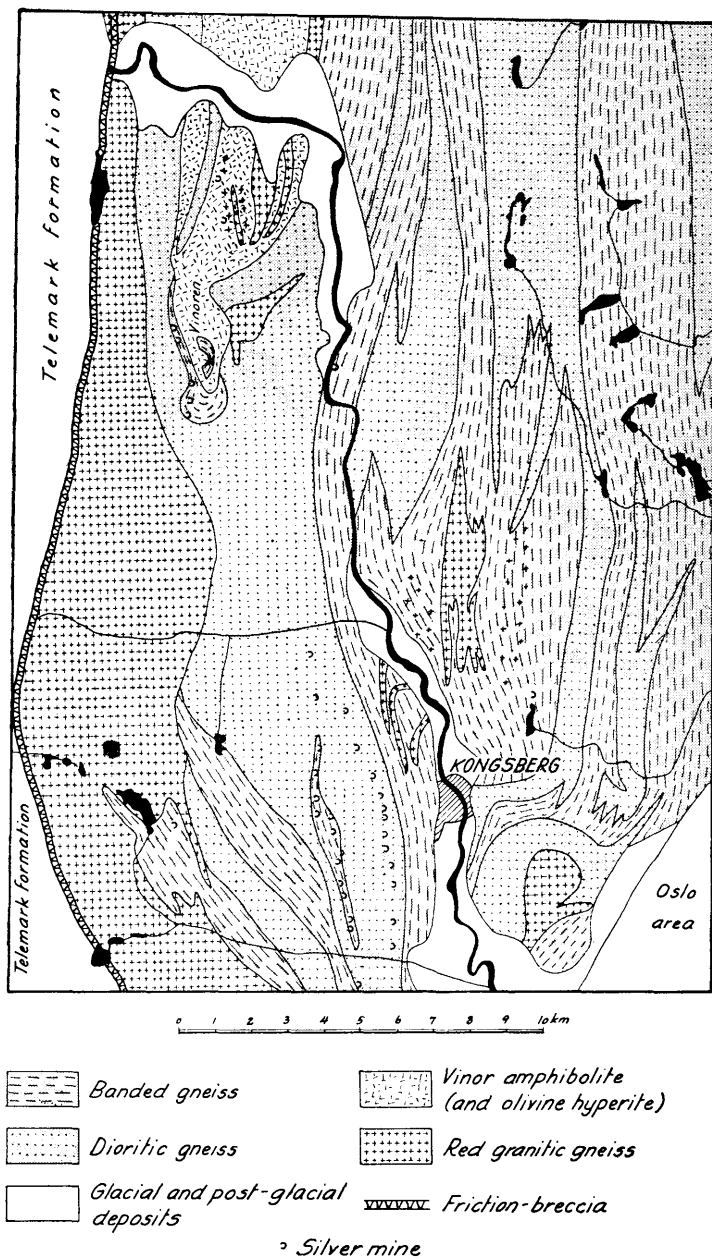 Telemark formation
Vinoren
KONGSBERG
Telemark formation
Oslo
area
0 1 2 3 4 5 6 7 8 9 10 km
Banded gneiss
Vinor amphibolite
(and olivine hyperite)
Dioritic gneiss
Red granitic gneiss
Glacial and post-glacial
deposits
Friction-breccia
Silver mine